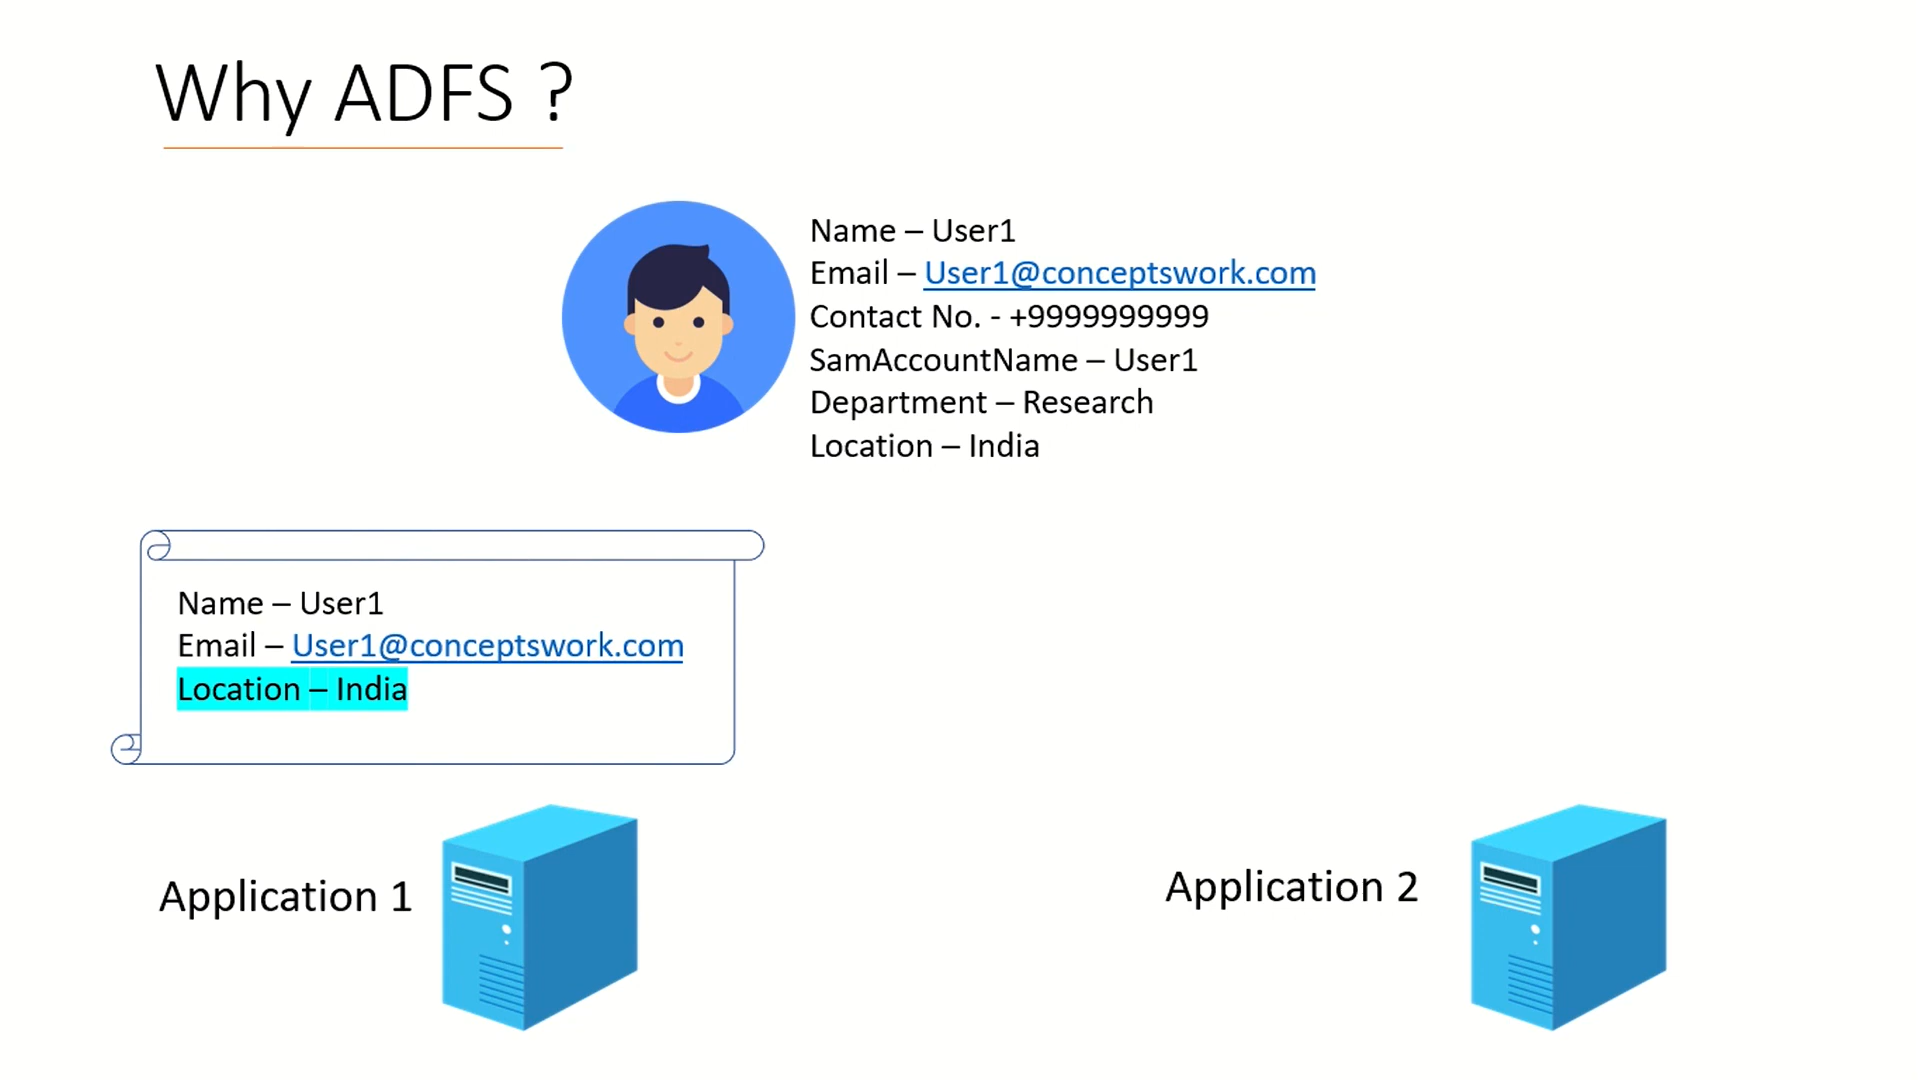 Why ADFS ?
Name – User1
Email – User1@conceptswork.com
Contact No. - +9999999999
SamAccountName – User1
Department – Research
Location – India
Name – User1
Email – User1@conceptswork.com
Location – India
Application 1
Application 2